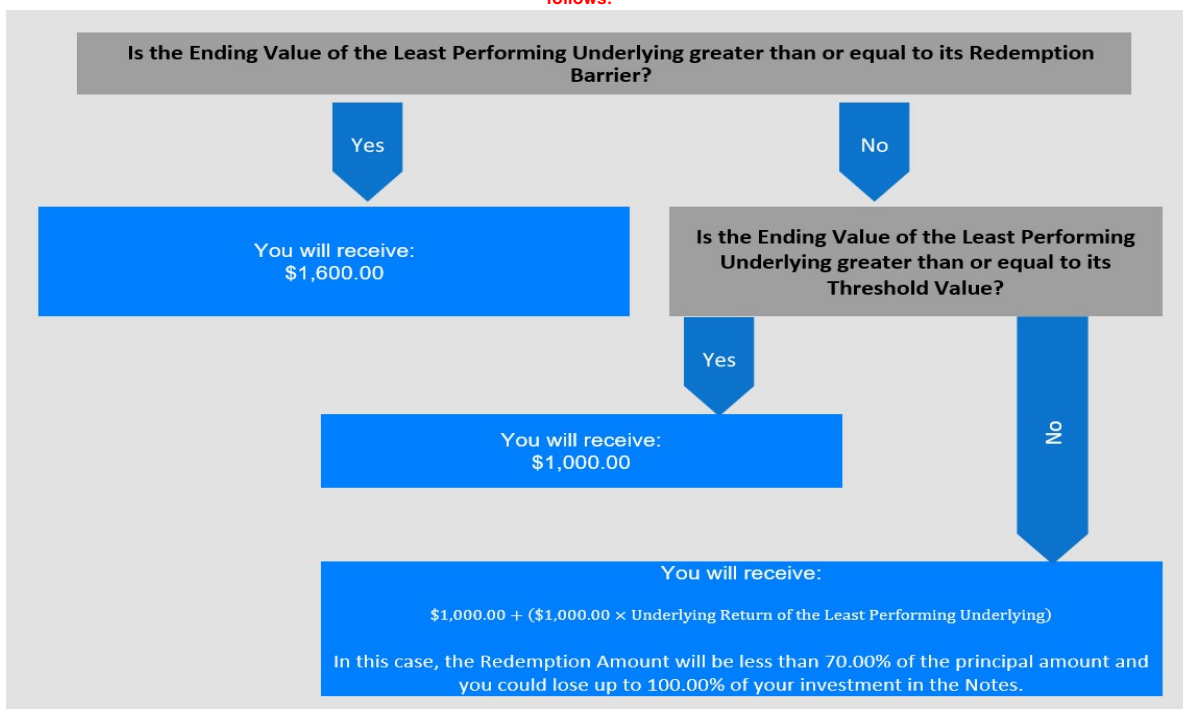 follows:
Is the Ending Value of the Least Performing Underlying greater than or equal to its Redemption
Barrier?
Yes
No
You will receive:
$1,600.00
Is the Ending Value of the Least Performing
Underlying greater than or equal to its
Threshold Value?
Yes
No
You will receive:
$1,000.00
You will receive:
$1,000.00 + ($1,000.00 × Underlying Return of the Least Performing Underlying)
In this case, the Redemption Amount will be less than 70.00% of the principal amount and
you could lose up to 100.00% of your investment in the Notes.